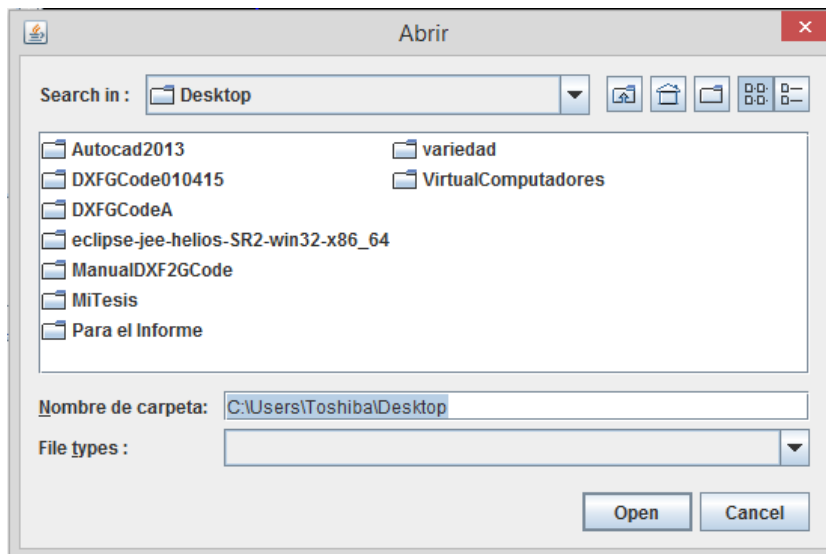 Abrir
Search in : Desktop
Autocad2013 variedad
DXFGCode010415 VirtualComputadores
DXFGCodeA
eclipse-jee-helios-SR2-win32-x86_64
ManualDXF2GCode
MiTesis
Para el Informe
Nombre de carpeta: C:\Users\Toshiba\Desktop
File types :
Open Cancel